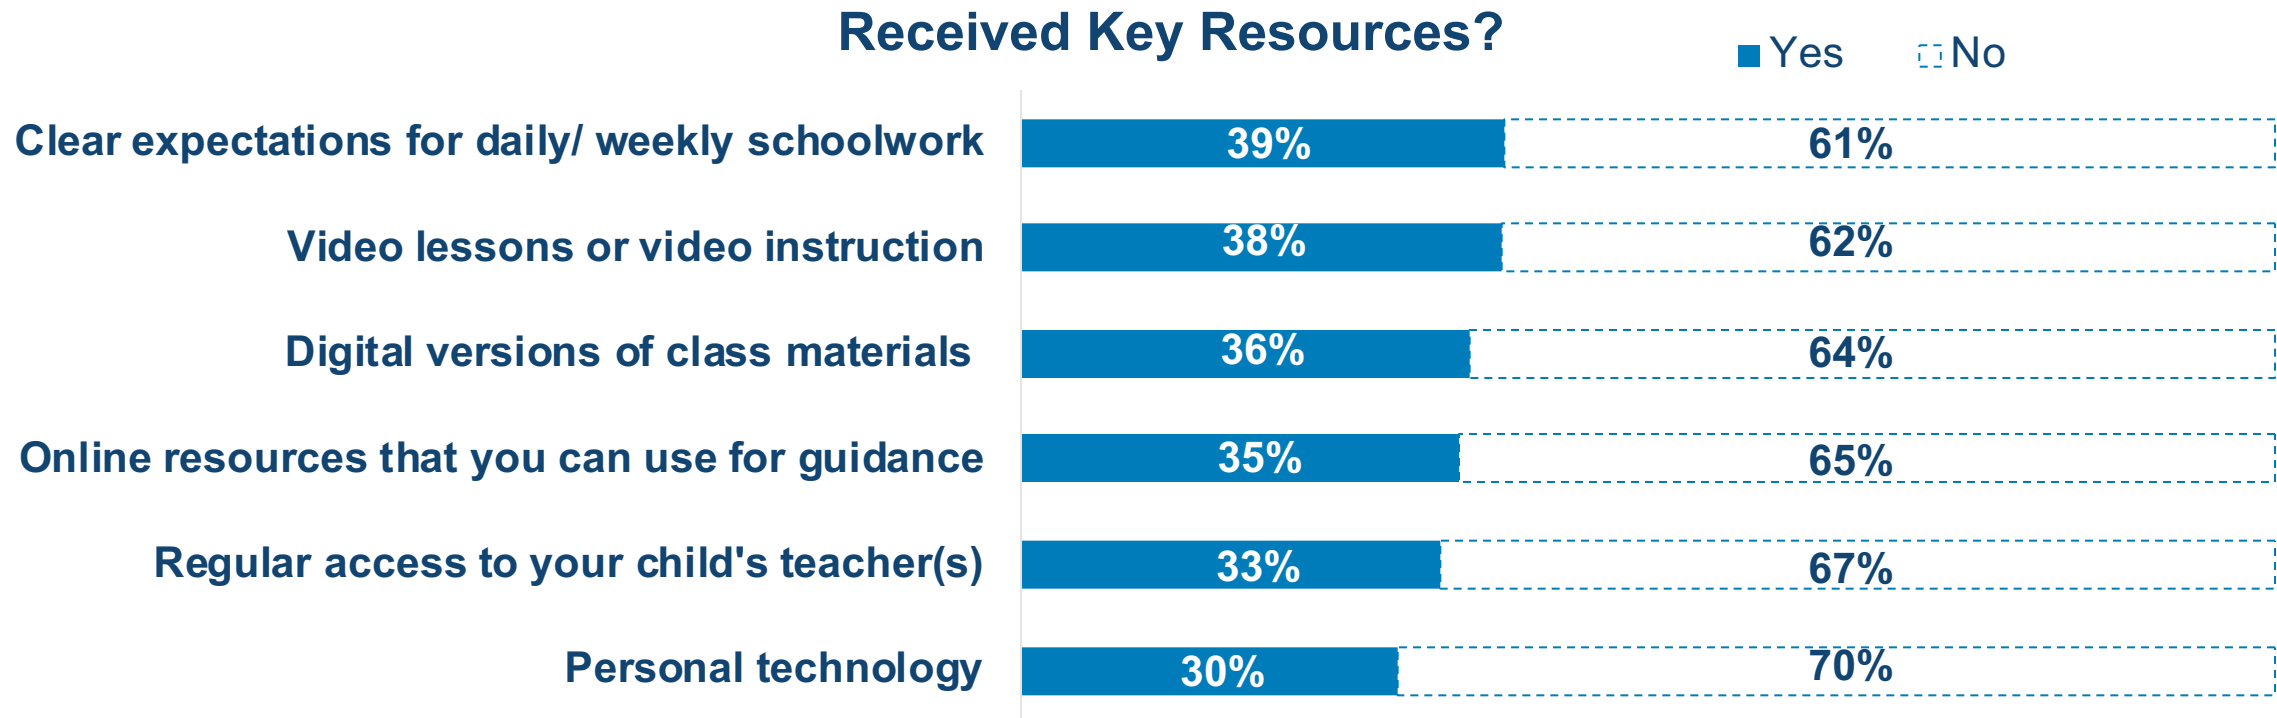 Received Key Resources?
Yes No
Clear expectations for daily/ weekly schoolwork 39% 61%
Video lessons or video instruction 38% 62%
Digital versions of class materials 36% 64%
Online resources that you can use for guidance 35% 65%
Regular access to your child's teacher(s) 33% 67%
Personal technology 30% 70%